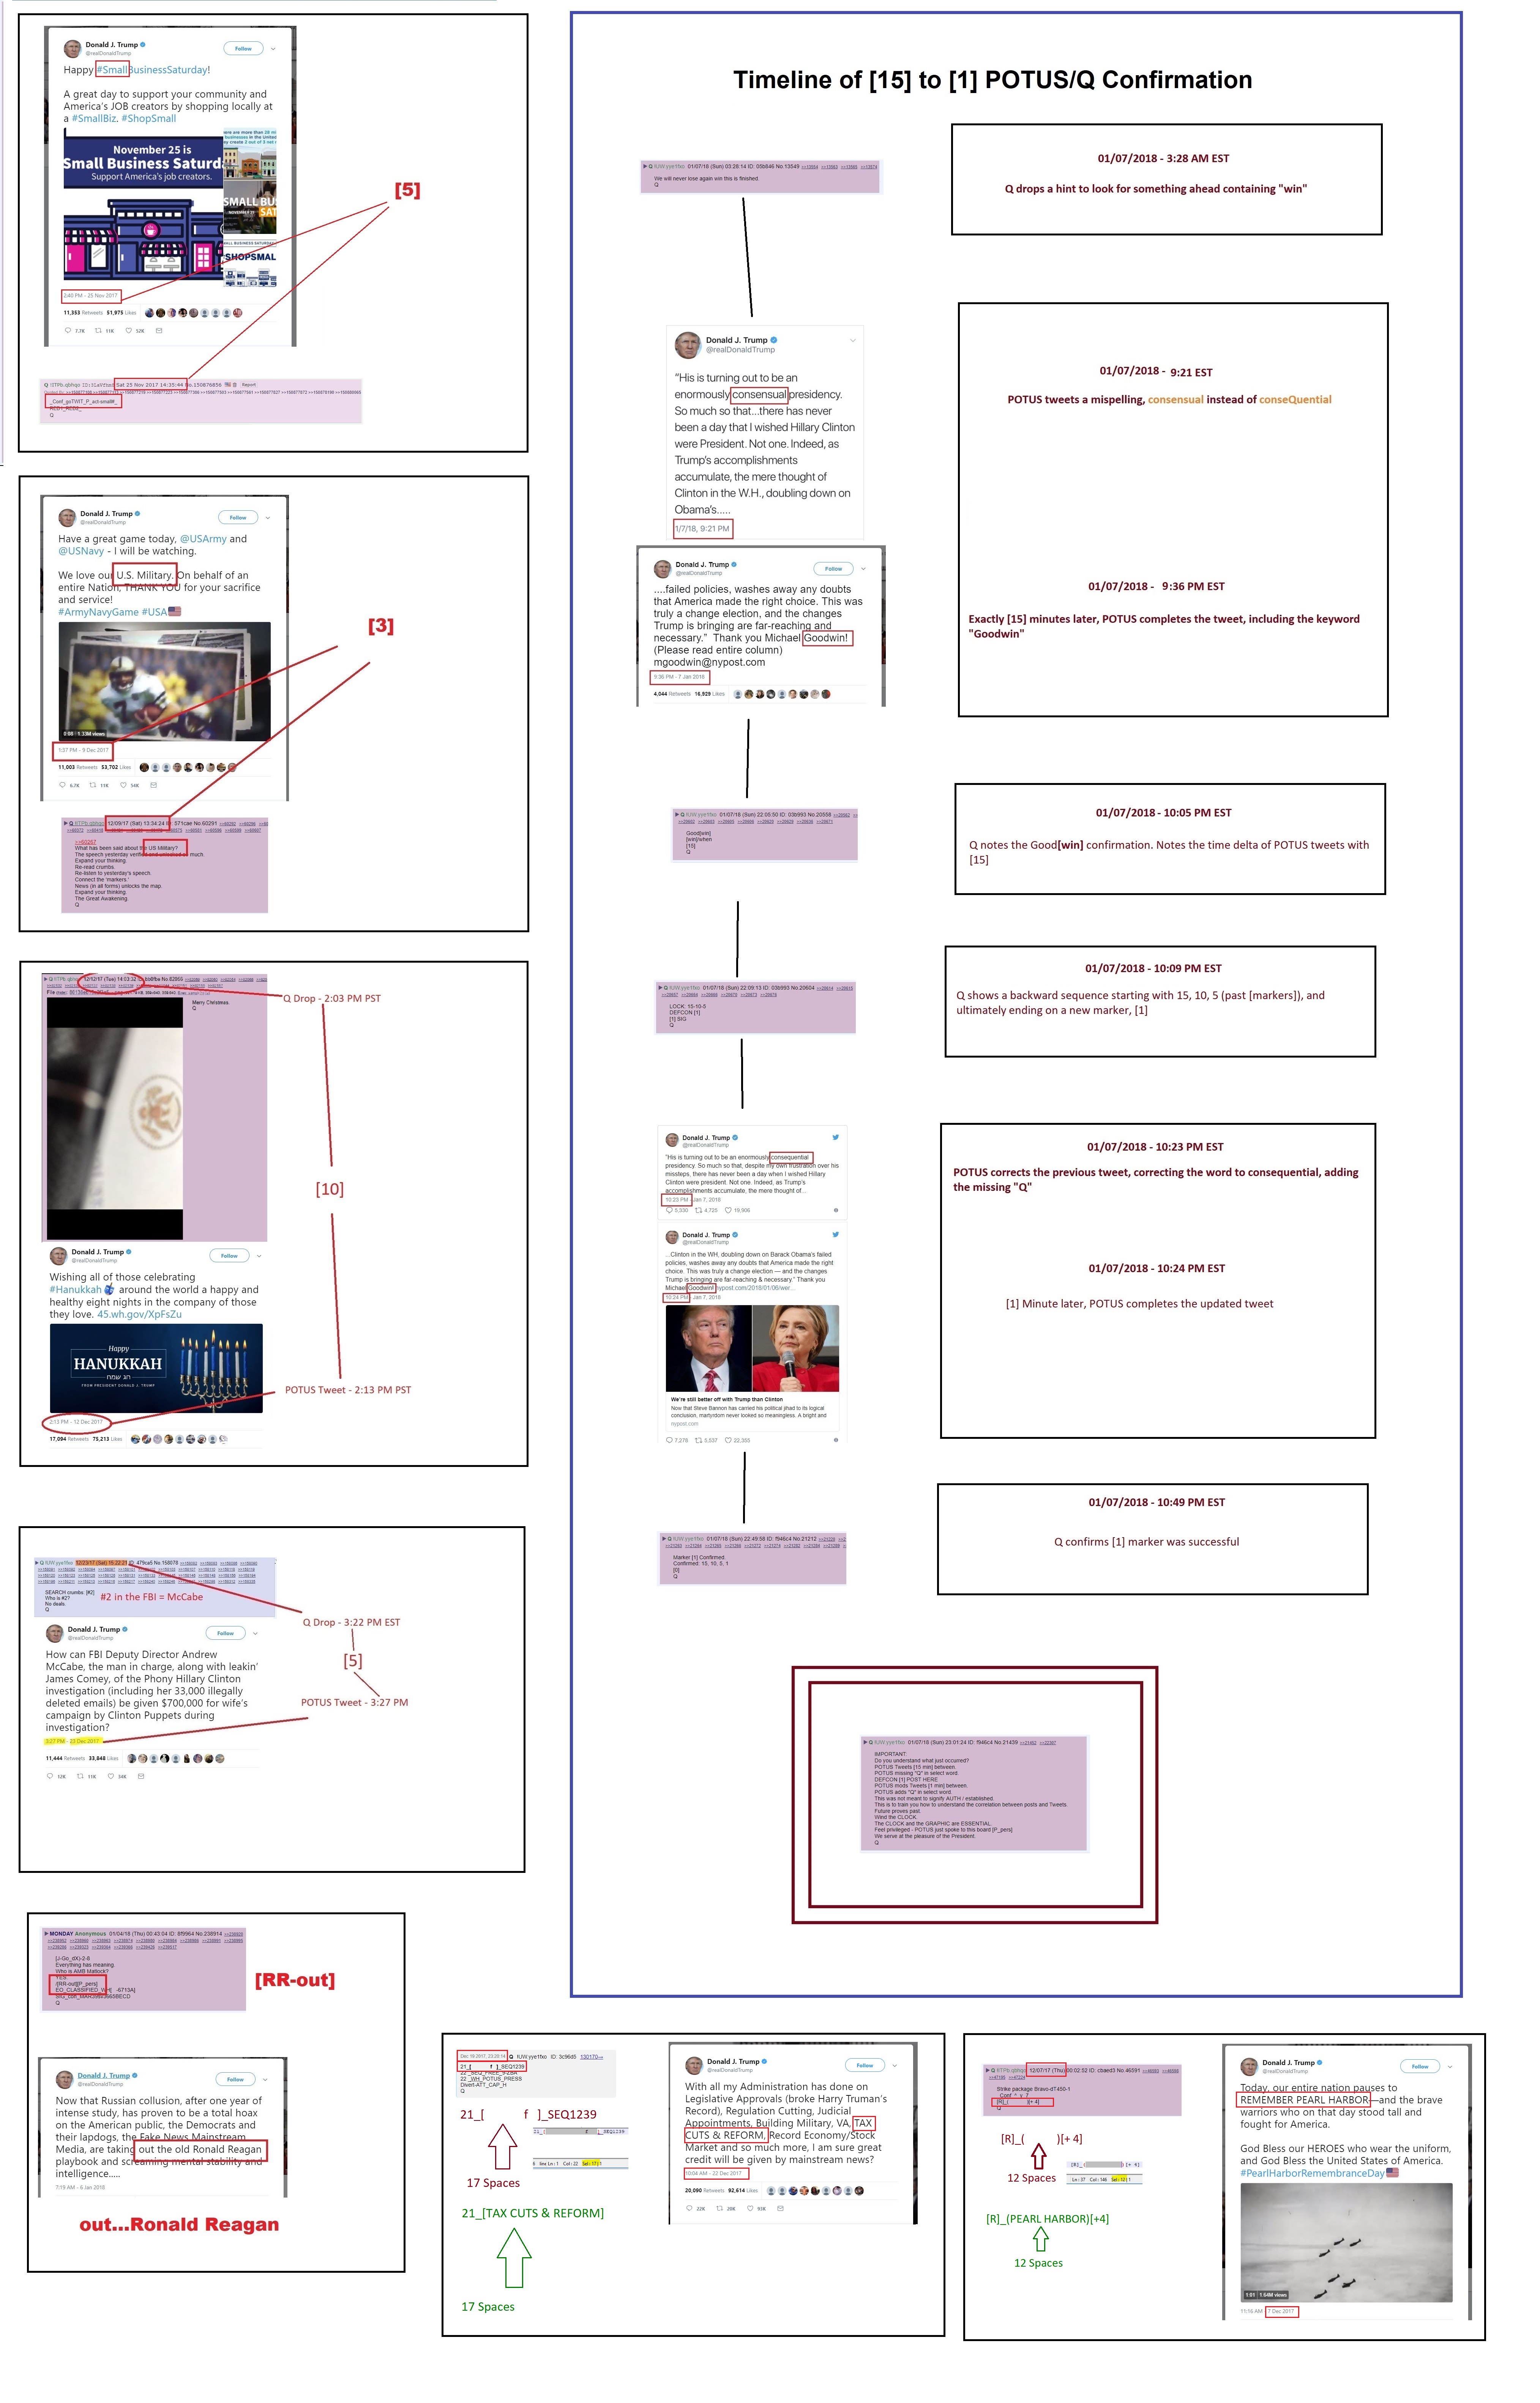 Donald J. Trump
@realDonaldTrump
Follow
Happy #SmallBusinessSaturday!
A great day to support your community and
America's JOB creators by shopping locally at
a #SmallBiz. #ShopSmall
November 25 is
Small Business Saturd
Support America's job creators.
SHOPSMAL
2:40 PM - 25 Nov 2017
11,353 Retweets 51,975 Likes
7.7K 11K 52K
[5]
Sat 25 Nov 2017 14:35:44 No.150876856 Report
_Conf_goTWIT_P_act-small#_
Q
Donald J. Trump
@realDonaldTrump
Follow
Have a great game today, @USArmy and
@USNavy - I will be watching.
We love our U.S. Military. On behalf of an
entire Nation, THANK YOU for your sacrifice
and service!
#ArmyNavyGame #USA
0:08 | 1.33M views
1:37 PM - 9 Dec 2017
11,003 Retweets 53,702 Likes
6.7K 11K 54K
[3]
12/09/17 (Sat) 13:34:24 ID: 571cae No.60291
What has been said about the US Military?
The speech yesterday verified and unlocked so much.
Expand your thinking.
Re-read crumbs.
Re-listen to yesterday's speech.
Connect the 'markers.'
News (in all forms) unlocks the map.
Expand your thinking.
The Great Awakening.
Q
12/12/17 (Tue) 14:03:32
Merry Christmas.
Q
Q Drop - 2:03 PM PST
[10]
Donald J. Trump
@realDonaldTrump
Follow
Wishing all of those celebrating
#Hanukkah around the world a happy and
healthy eight nights in the company of those
they love. 45.wh.gov/XpFsZu
Happy
HANUKKAH
חג שמח
FROM PRESIDENT DONALD J. TRUMP
POTUS Tweet - 2:13 PM PST
2:13 PM - 12 Dec 2017
17,094 Retweets 75,213 Likes
12/23/17 (Sat) 15:22:21 ID: 479ca6 No.158078
SEARCH crumbs: [#2]
Who is #2?
No deals.
Q
#2 in the FBI = McCabe
Q Drop - 3:22 PM EST
[5]
POTUS Tweet - 3:27 PM
Donald J. Trump
@realDonaldTrump
Follow
How can FBI Deputy Director Andrew
McCabe, the man in charge, along with leakin'
James Comey, of the Phony Hillary Clinton
investigation (including her 33,000 illegally
deleted emails) be given $700,000 for wife's
campaign by Clinton Puppets during
investigation?
3:27 PM - 23 Dec 2017
11,444 Retweets 33,848 Likes
12K 11K 34K
MONDAY Anonymous 01/04/18 (Thu) 00:43:04 ID: 8f9964 No.238914
[J-Go_dX)-2-8
Everything has meaning.
Who is AMB Matlock?
YES.
Q
[RR-out]
Donald J. Trump
@realDonaldTrump
Follow
Now that Russian collusion, after one year of
intense study, has proven to be a total hoax
on the American public, the Democrats and
their lapdogs, the Fake News Mainstream
Media, are taking out the old Ronald Reagan
playbook and screaming mental stability and
intelligence.....
7:19 AM - 6 Jan 2018
out...Ronald Reagan
Timeline of [15] to [1] POTUS/Q Confirmation
01/07/18 (Sun) 03:28:14 ID: 05b846 No.13549
We will never lose again win this is finished.
Q
01/07/2018 - 3:28 AM EST
Q drops a hint to look for something ahead containing "win"
Donald J. Trump
@realDonaldTrump
“His is turning out to be an
enormously consensual presidency.
So much so that...there has never
been a day that I wished Hillary Clinton
were President. Not one. Indeed, as
Trump's accomplishments
accumulate, the mere thought of
Clinton in the W.H., doubling down on
Obama's.....
1/7/18, 9:21 PM
01/07/2018 - 9:21 EST
POTUS tweets a mispelling, consensual instead of conseQuential
Donald J. Trump
@realDonaldTrump
Follow
....failed policies, washes away any doubts
that America made the right choice. This was
truly a change election, and the changes
Trump is bringing are far-reaching and
necessary.” Thank you Michael Goodwin!
(Please read entire column)
mgoodwin@nypost.com
9:36 PM - 7 Jan 2018
4,044 Retweets 16,929 Likes
01/07/2018 - 9:36 PM EST
Exactly [15] minutes later, POTUS completes the tweet, including the keyword
"Goodwin"
01/07/18 (Sun) 22:05:50 ID: 03b993 No.20558
Good[win]
[win]/when
[15]
Q
01/07/2018 - 10:05 PM EST
Q notes the Good[win] confirmation. Notes the time delta of POTUS tweets with
[15]
01/07/18 (Sun) 22:09:13 ID: 03b993 No.20604
LOCK: 15-10-5
DEFCON [1]
[1] SIG
Q
01/07/2018 - 10:09 PM EST
Q shows a backward sequence starting with 15, 10, 5 (past [markers]), and
ultimately ending on a new marker, [1]
Donald J. Trump
@realDonaldTrump
“His is turning out to be an enormously consequential
presidency. So much so that, despite my own frustration over his
missteps, there has never been a day when I wished Hillary
Clinton were president. Not one. Indeed, as Trump's
accomplishments accumulate, the mere thought of...
10:23 PM - Jan 7, 2018
5,330 4,725 19,906
01/07/2018 - 10:23 PM EST
POTUS corrects the previous tweet, correcting the word to consequential, adding
the missing "Q"
Donald J. Trump
@realDonaldTrump
...Clinton in the WH, doubling down on Barack Obama's failed
policies, washes away any doubts that America made the right
choice. This was truly a change election — and the changes
Trump is bringing are far-reaching & necessary.” Thank you
Michael Goodwin! nypost.com/2018/01/06/wer...
10:24 PM - Jan 7, 2018
We're still better off with Trump than Clinton
Now that Steve Bannon has carried his political jihad to its logical
conclusion, martyrdom never looked so meaningless. A bright and
nypost.com
7,278 5,537 22,355
01/07/2018 - 10:24 PM EST
[1] Minute later, POTUS completes the updated tweet
01/07/18 (Sun) 22:49:58 ID: f946c4 No.21212
Marker [1] Confirmed.
Confirmed: 15, 10, 5, 1
[0]
Q
01/07/2018 - 10:49 PM EST
Q confirms [1] marker was successful
01/07/18 (Sun) 23:01:24 ID: f946c4 No.21439
IMPORTANT:
Do you understand what just occurred?
POTUS Tweets [15 min] between.
POTUS missing "Q" in select word.
DEFCON [1] POST HERE
POTUS mods Tweets [1 min] between.
POTUS adds "Q" in select word.
This was not meant to signify AUTH / established.
This is to train you how to understand the correlation between posts and Tweets.
Future proves past.
Wind the CLOCK.
The CLOCK and the GRAPHIC are ESSENTIAL.
Feel privileged - POTUS just spoke to this board [P_pers]
We serve at the pleasure of the President.
Q
21_[ f ]_SEQ1239
22 _WH_POTUS_PRESS
Divert-ATT_CAP_H
Q
21_[ f ]_SEQ1239
17 Spaces
21_[TAX CUTS & REFORM]
17 Spaces
Donald J. Trump
@realDonaldTrump
Follow
With all my Administration has done on
Legislative Approvals (broke Harry Truman's
Record), Regulation Cutting, Judicial
Appointments, Building Military, VA, TAX
CUTS & REFORM, Record Economy/Stock
Market and so much more, I am sure great
credit will be given by mainstream news?
10:04 AM - 22 Dec 2017
20,090 Retweets 92,614 Likes
22K 20K 93K
12/07/17 (Thu) 00:02:52 ID: cbaed3 No.46591
Strike package Bravo-dT450-1
[R]_( )[+ 4]
[R]_( )[+ 4]
12 Spaces
[R]_(PEARL HARBOR)[+4]
12 Spaces
Donald J. Trump
@realDonaldTrump
Follow
Today, our entire nation pauses to
REMEMBER PEARL HARBOR—and the brave
warriors who on that day stood tall and
fought for America.
God Bless our HEROES who wear the uniform,
and God Bless the United States of America.
#PearlHarborRemembranceDay
1:01 | 1.64M views
11:16 AM - 7 Dec 2017